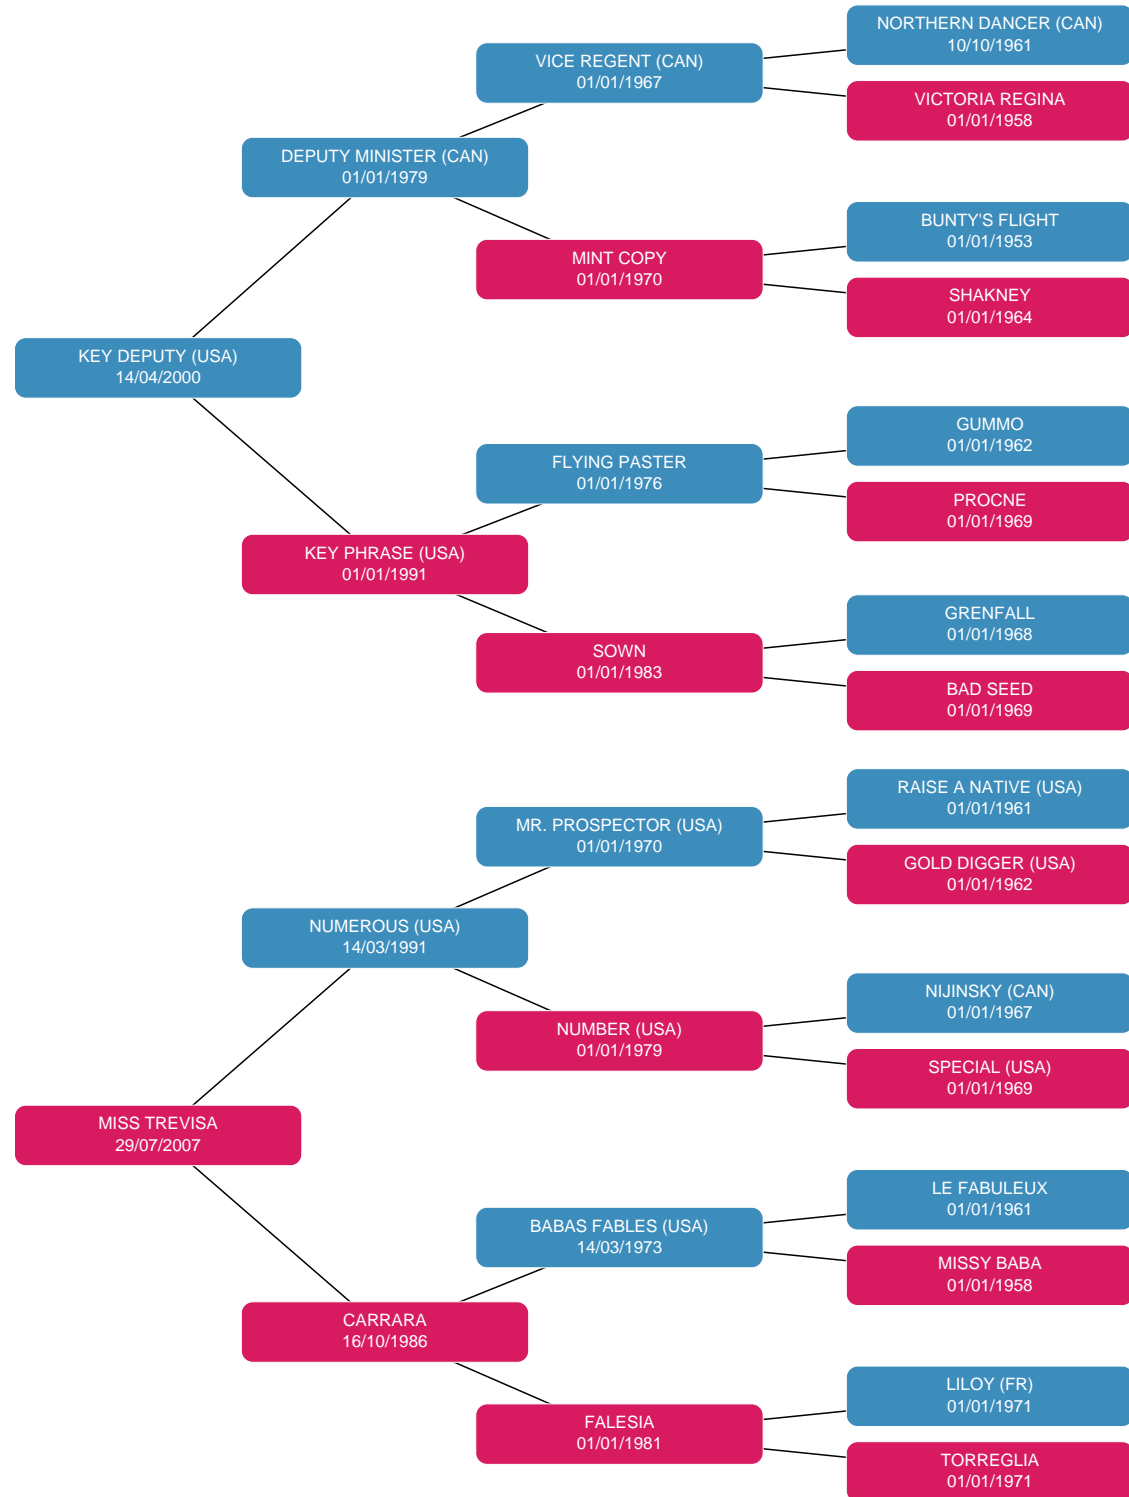 NORTHERN DANCER (CAN)
10/10/1961
VICE REGENT (CAN)
01/01/1967
VICTORIA REGINA
01/01/1958
DEPUTY MINISTER (CAN)
01/01/1979
BUNTY'S FLIGHT
01/01/1953
MINT COPY
01/01/1970
SHAKNEY
01/01/1964
KEY DEPUTY (USA)
14/04/2000
GUMMO
01/01/1962
FLYING PASTER
01/01/1976
PROCNE
01/01/1969
KEY PHRASE (USA)
01/01/1991
GRENFALL
01/01/1968
SOWN
01/01/1983
BAD SEED
01/01/1969
RAISE A NATIVE (USA)
01/01/1961
MR. PROSPECTOR (USA)
01/01/1970
GOLD DIGGER (USA)
01/01/1962
NUMEROUS (USA)
14/03/1991
NIJINSKY (CAN)
01/01/1967
NUMBER (USA)
01/01/1979
SPECIAL (USA)
01/01/1969
MISS TREVISA
29/07/2007
LE FABULEUX
01/01/1961
BABAS FABLES (USA)
14/03/1973
MISSY BABA
01/01/1958
CARRARA
16/10/1986
LILOY (FR)
01/01/1971
FALESIA
01/01/1981
TORREGLIA
01/01/1971